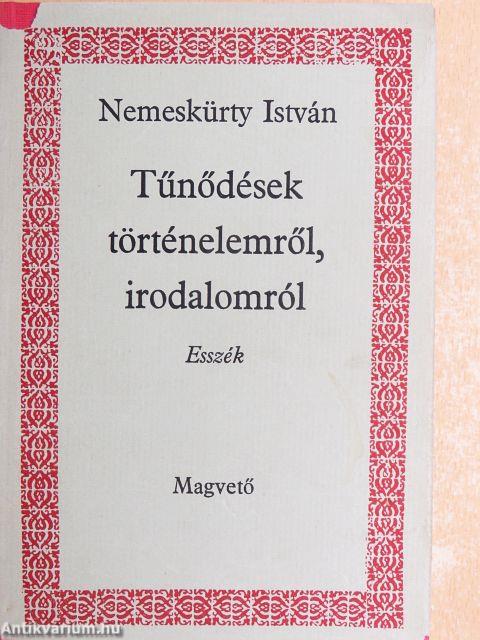 Nemeskürty István
Tűnődések
történelemről,
irodalomról
Esszék
Magvető
Antikvarium.hu